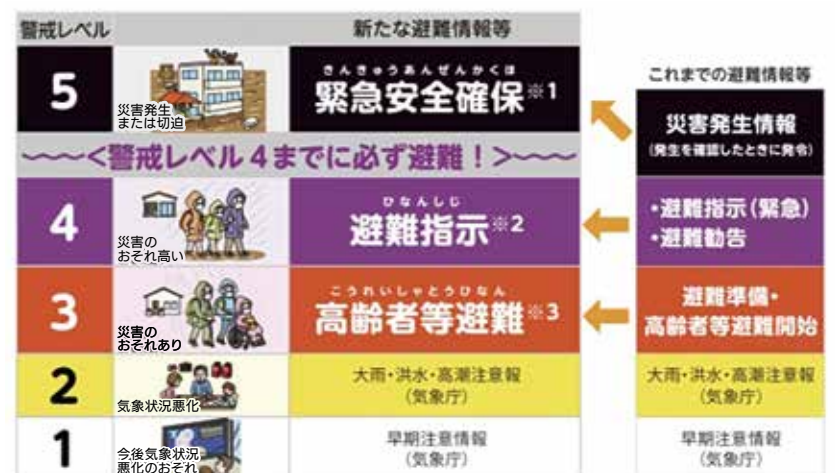 警戒レベル
新たな避難情報等
5
災害発生
または切迫
きんきゅうあんぜんかくほ
緊急安全確保※1
〜〜<警戒レベル4までに必ず避難!>〜〜
4
災害の
おそれ高い
ひなんしじ
避難指示※2
3
災害の
おそれあり
こうれいしゃとうひなん
高齢者等避難※3
2
気象状況悪化
大雨・洪水・高潮注意報
(気象庁)
1
今後気象状況
悪化のおそれ
早期注意情報
(気象庁)
これまでの避難情報等
災害発生情報
(発生を確認したときに発令)
・避難指示(緊急)
・避難勧告
避難準備・
高齢者等避難開始
大雨・洪水・高潮注意報
(気象庁)
早期注意情報
(気象庁)